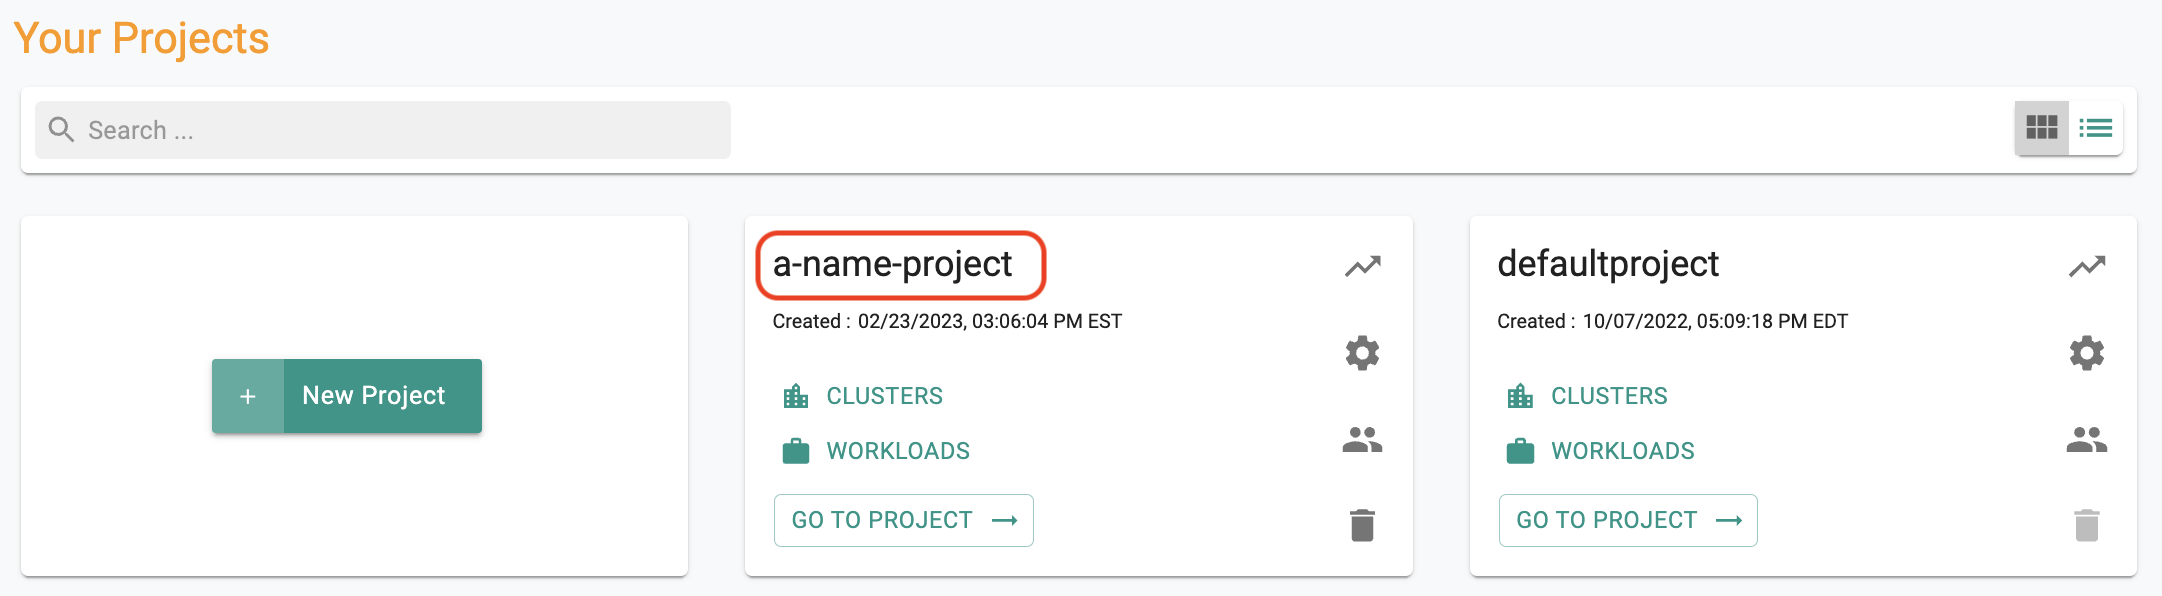 Your Projects
Search ...
+ New Project
a-name-project
Created : 02/23/2023, 03:06:04 PM EST
CLUSTERS
WORKLOADS
GO TO PROJECT →
defaultproject
Created : 10/07/2022, 05:09:18 PM EDT
CLUSTERS
WORKLOADS
GO TO PROJECT →